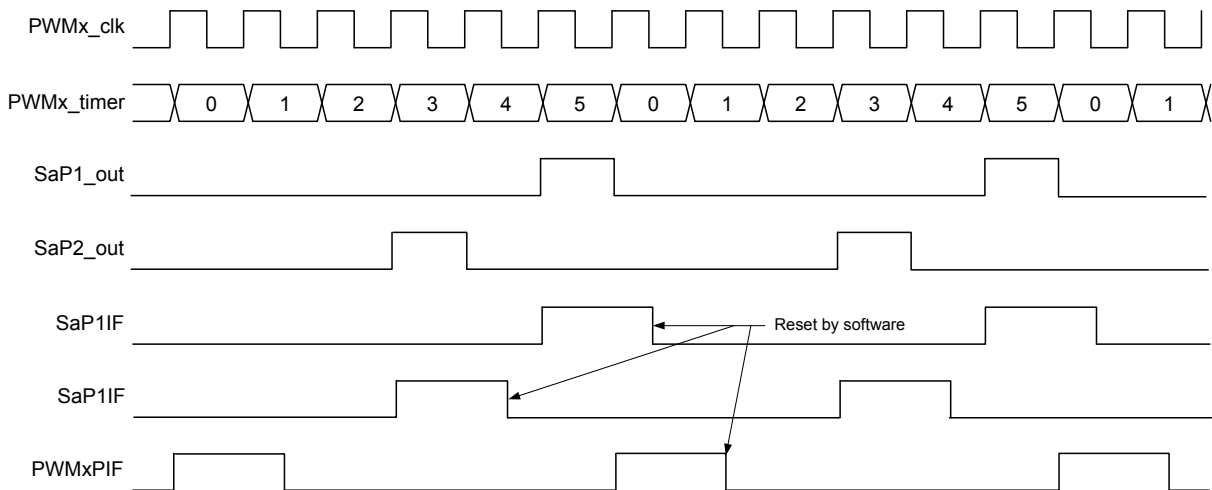 PWMx_clk
PWMx_timer 0 1 2 3 4 5 0 1 2 3 4 5 0 1
SaP1_out
SaP2_out
SaP1IF
Reset by software
SaP1IF
PWMxPIF